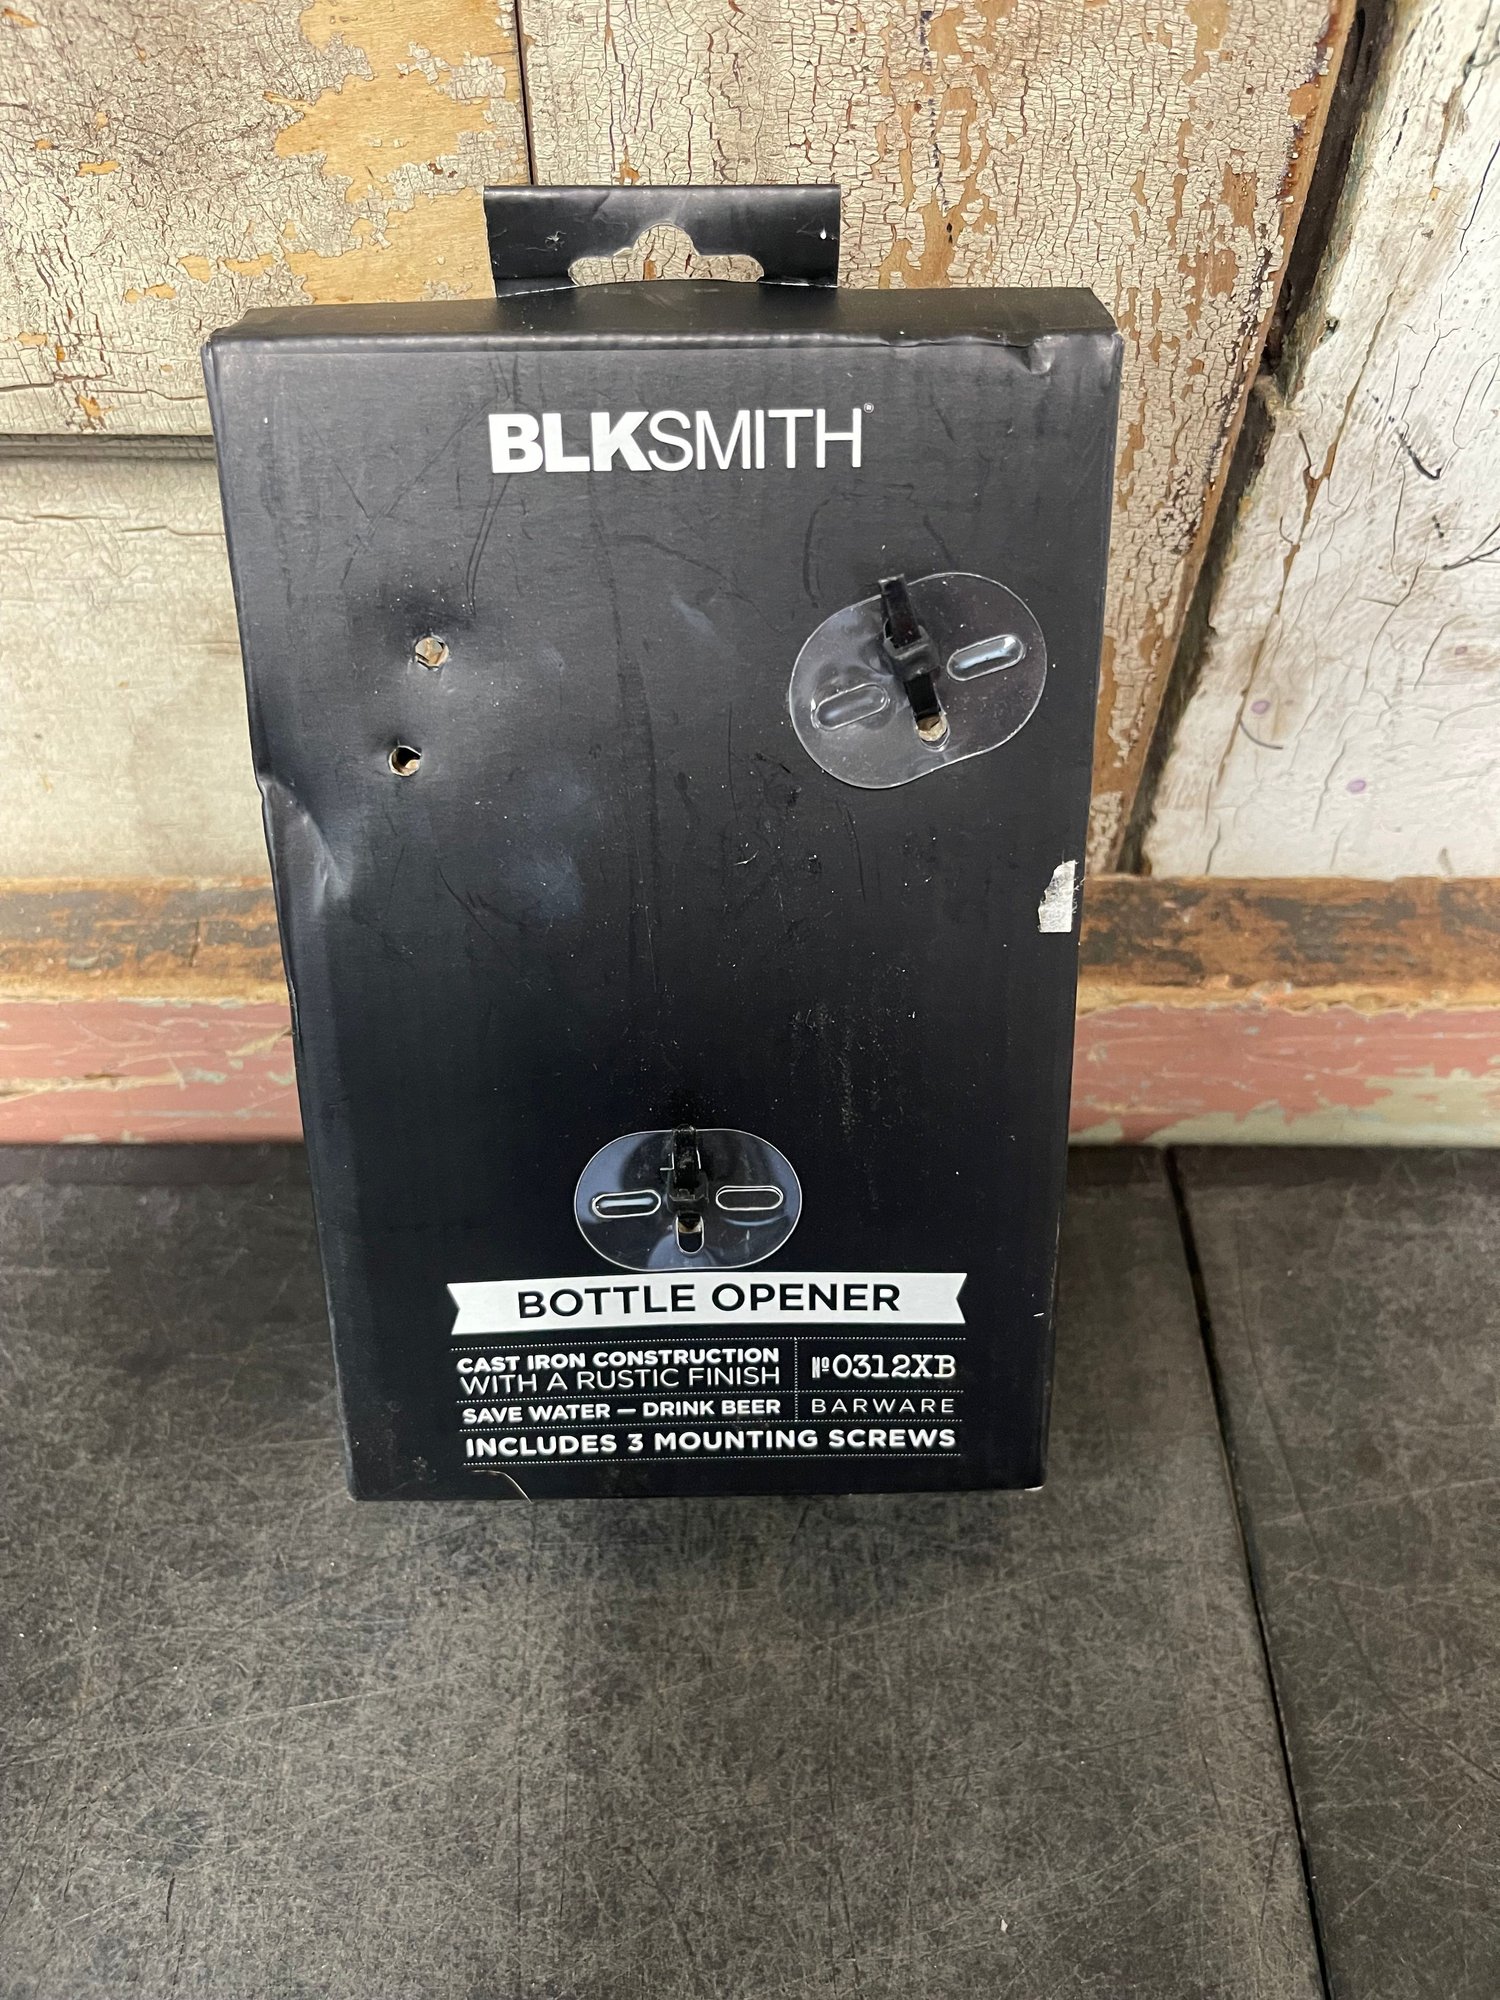 BLKSMITH®
BOTTLE OPENER
CAST IRON CONSTRUCTION
WITH A RUSTIC FINISH
Nº0312XB
SAVE WATER — DRINK BEER
BARWARE
INCLUDES 3 MOUNTING SCREWS